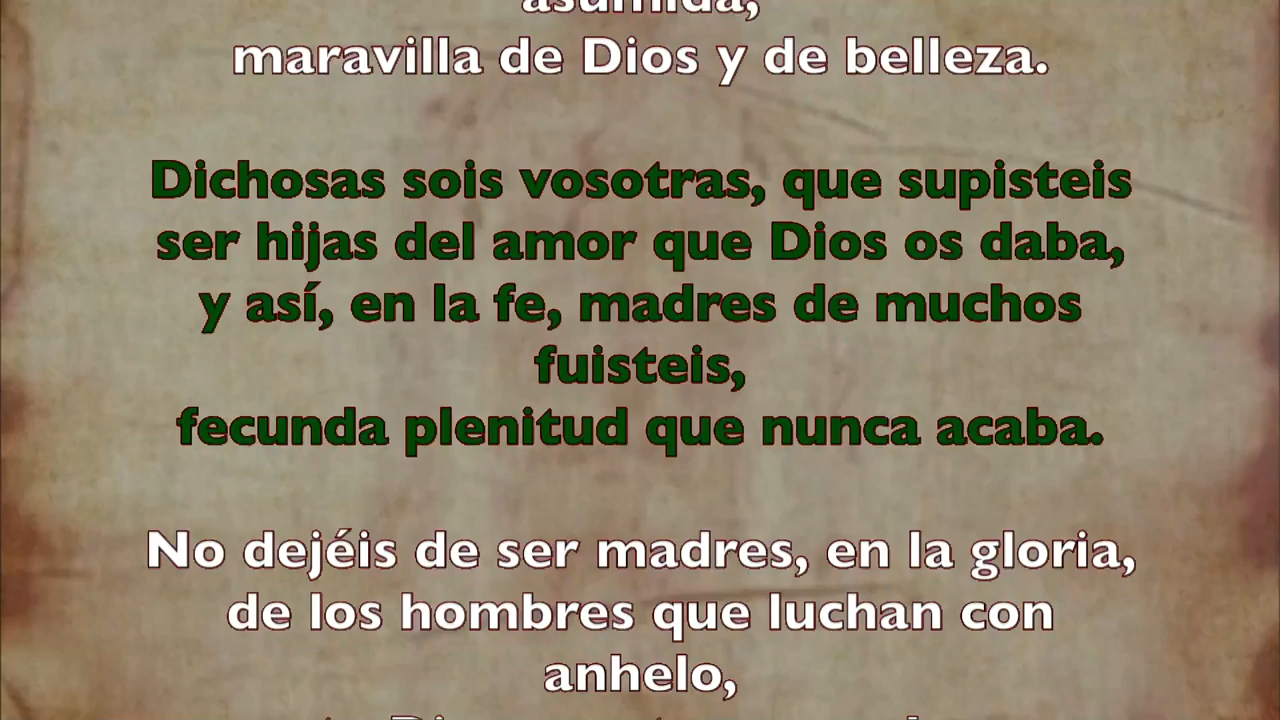 asumida,
maravilla de Dios y de belleza.
Dichosas sois vosotras, que supisteis
ser hijas del amor que Dios os daba,
y así, en la fe, madres de muchos
fuisteis,
fecunda plenitud que nunca acaba.
No dejéis de ser madres, en la gloria,
de los hombres que luchan con
anhelo,